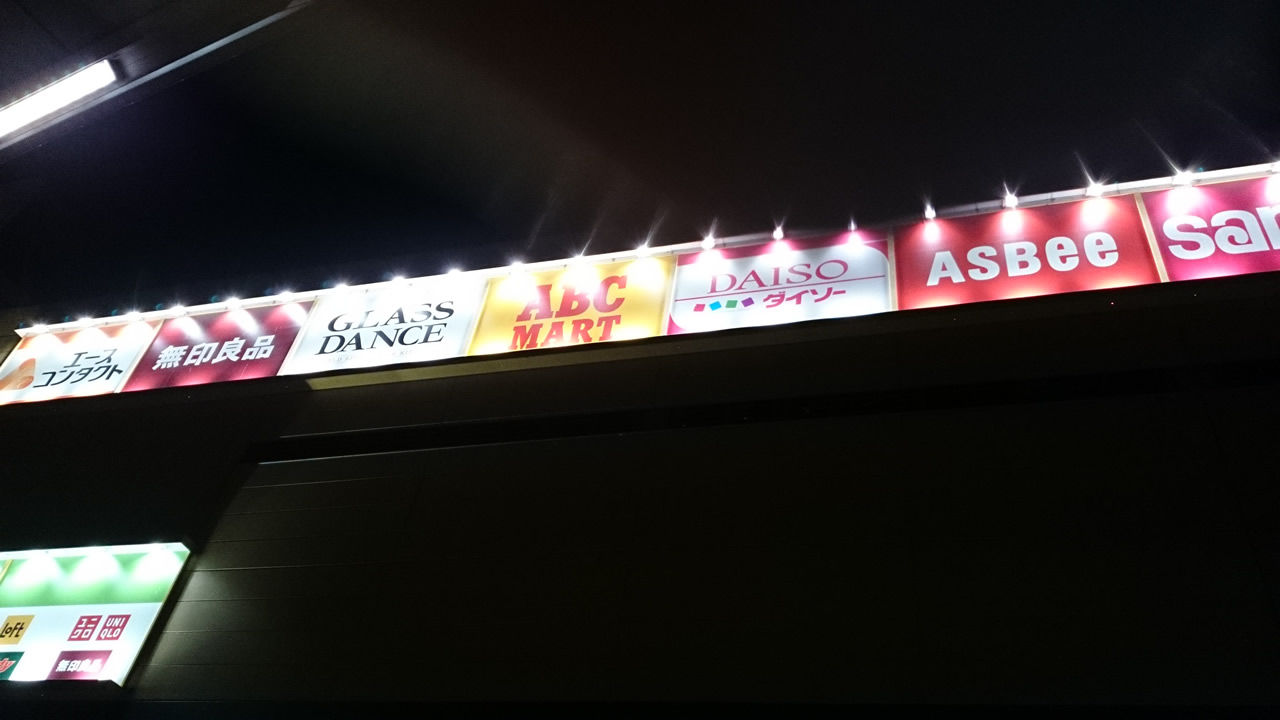 エース
コンタクト
無印良品
GLASS
DANCE
ABC
MART
DAISO
ダイソー
ASBee
sar
Loft
ユニ
クロ
UNI
QLO
無印良品